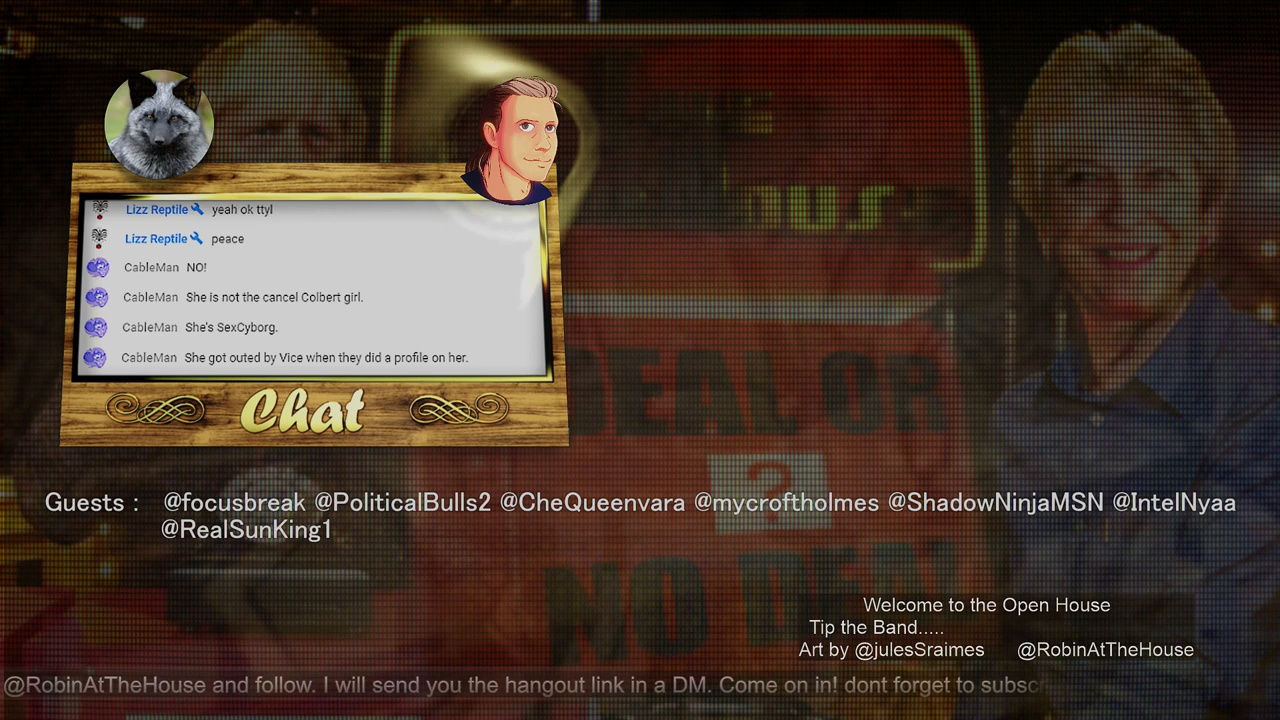 Lizz Reptile yeah ok ttyl
Lizz Reptile peace
CableMan NO!
CableMan She is not the cancel Colbert girl.
CableMan She's SexCyborg.
CableMan She got outed by Vice when they did a profile on her.
Chat
DEAL OR
?
NO DEAL
Guests : @focusbreak @PoliticalBulls2 @CheQueenvara @mycroftholmes @ShadowNinjaMSN @IntelNyaa
@RealSunKing1
Welcome to the Open House
Tip the Band.....
Art by @julesSraimes @RobinAtTheHouse
@RobinAtTheHouse and follow. I will send you the hangout link in a DM. Come on in! dont forget to subsc